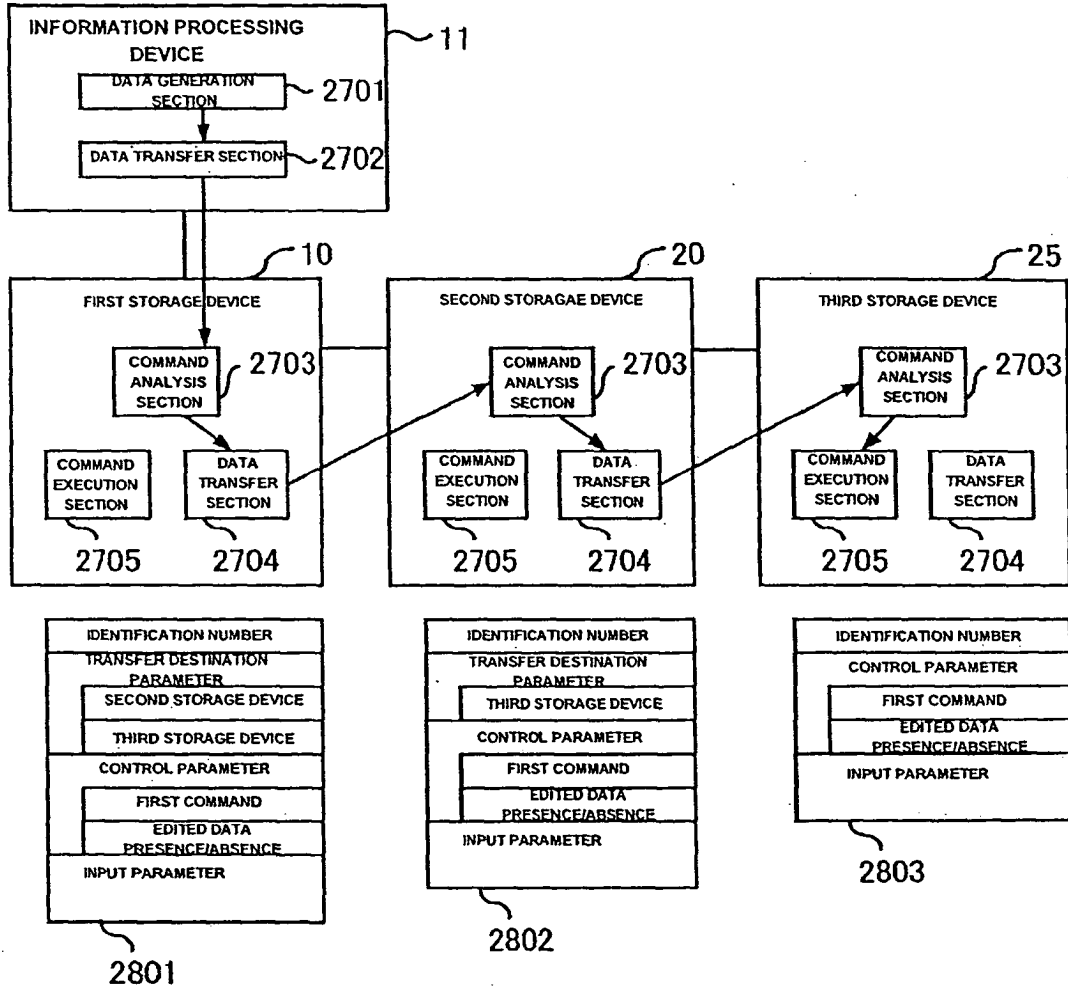 INFORMATION PROCESSING
DEVICE
11
DATA GENERATION
SECTION
2701
DATA TRANSFER SECTION
2702
10
FIRST STORAGE DEVICE
COMMAND
ANALYSIS
SECTION
2703
COMMAND
EXECUTION
SECTION
2705
DATA
TRANSFER
SECTION
2704
20
SECOND STORAGAE DEVICE
COMMAND
ANALYSIS
SECTION
2703
COMMAND
EXECUTION
SECTION
2705
DATA
TRANSFER
SECTION
2704
25
THIRD STORAGE DEVICE
COMMAND
ANALYSIS
SECTION
2703
COMMAND
EXECUTION
SECTION
2705
DATA
TRANSFER
SECTION
2704
IDENTIFICATION NUMBER
TRANSFER DESTINATION
PARAMETER
SECOND STORAGE DEVICE
THIRD STORAGE DEVICE
CONTROL PARAMETER
FIRST COMMAND
EDITED DATA
PRESENCE/ABSENCE
INPUT PARAMETER
2801
IDENTIFICATION NUMBER
TRANSFER DESTINATION
PARAMETER
THIRD STORAGE DEVICE
CONTROL PARAMETER
FIRST COMMAND
EDITED DATA
PRESENCE/ABSENCE
INPUT PARAMETER
2802
IDENTIFICATION NUMBER
CONTROL PARAMETER
FIRST COMMAND
EDITED DATA
PRESENCE/ABSENCE
INPUT PARAMETER
2803